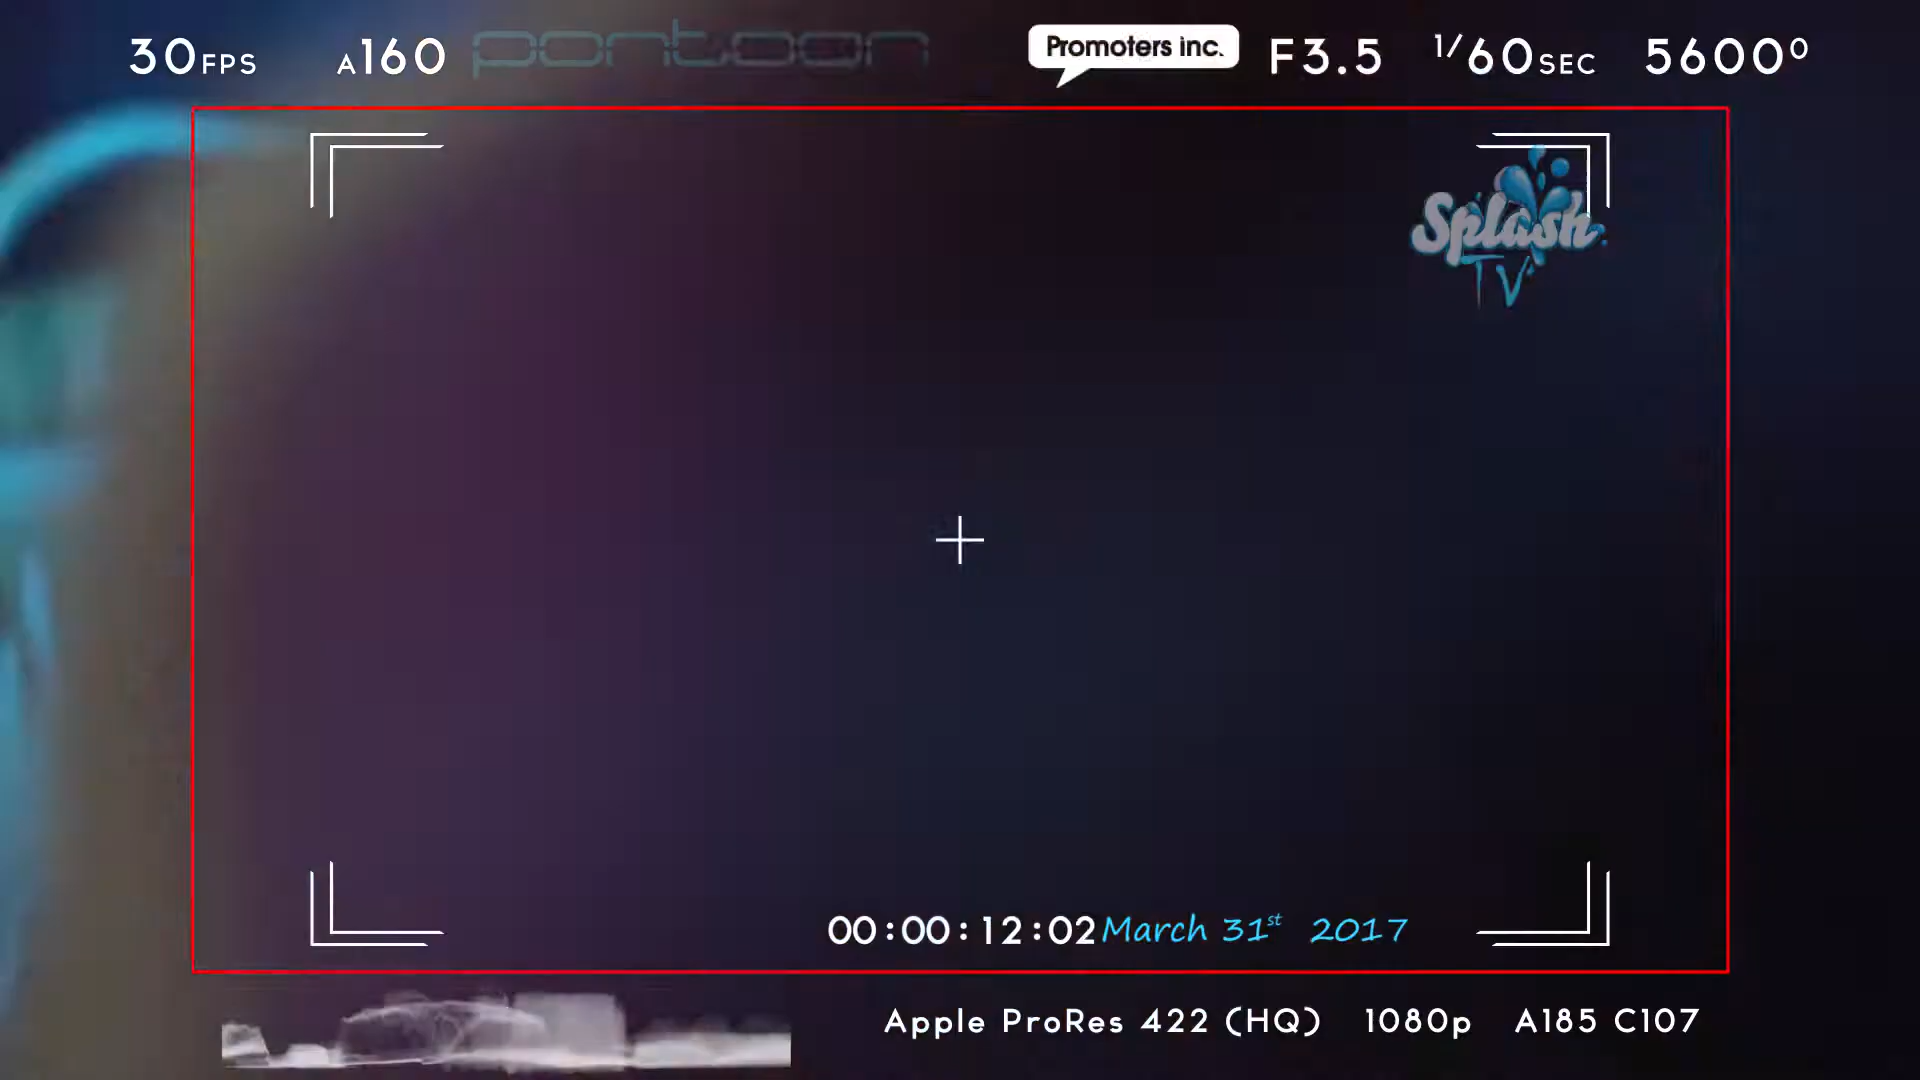 30FPS A160 pontoon Promoters inc. F3.5 1/60SEC 5600º
Splash
TV
00:00:12:02 March 31st 2017
Apple ProRes 422 (HQ) 1080p A185 C107